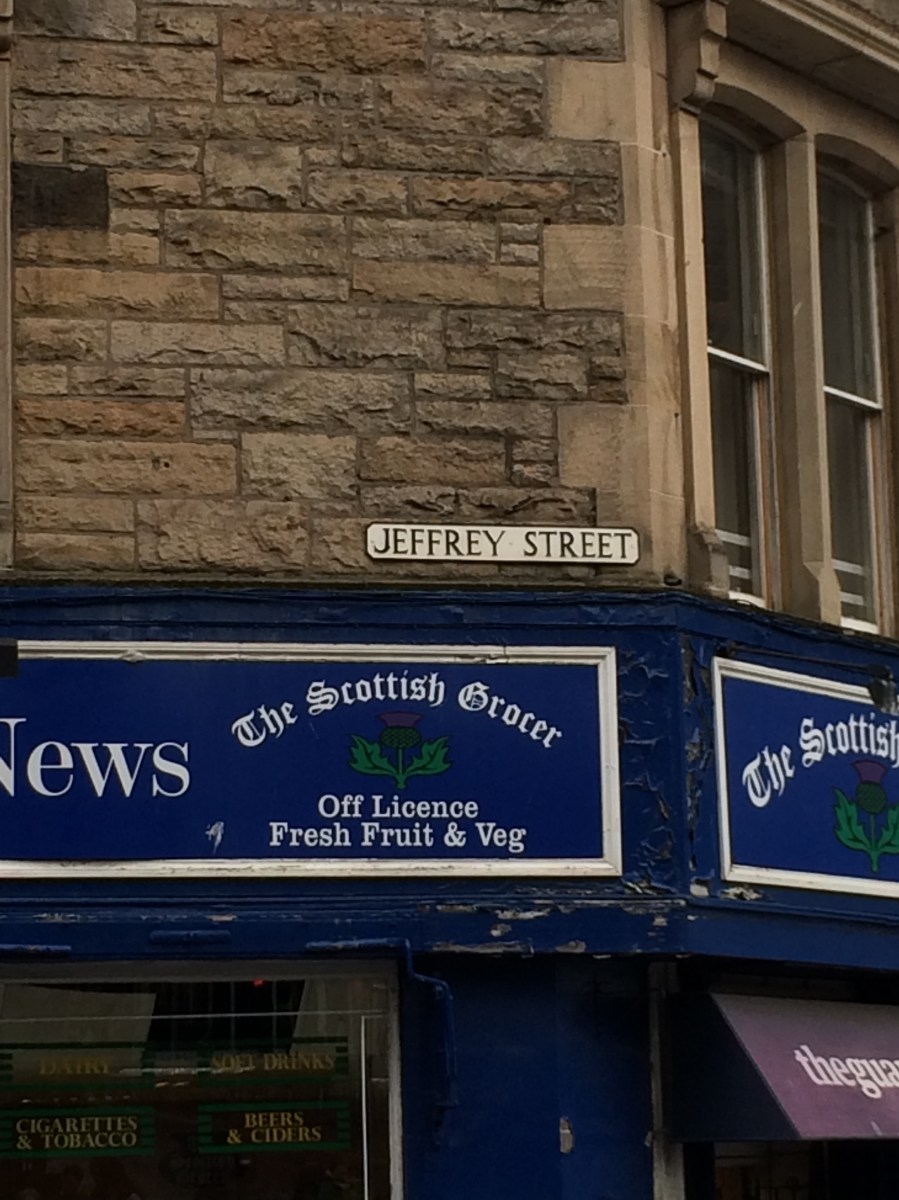 JEFFREY STREET
News
The Scottish Grocer
Off Licence
Fresh Fruit & Veg
The Scottish
DAIRY
SOFT DRINKS
CIGARETTES
& TOBACCO
BEERS
& CIDERS
thegua